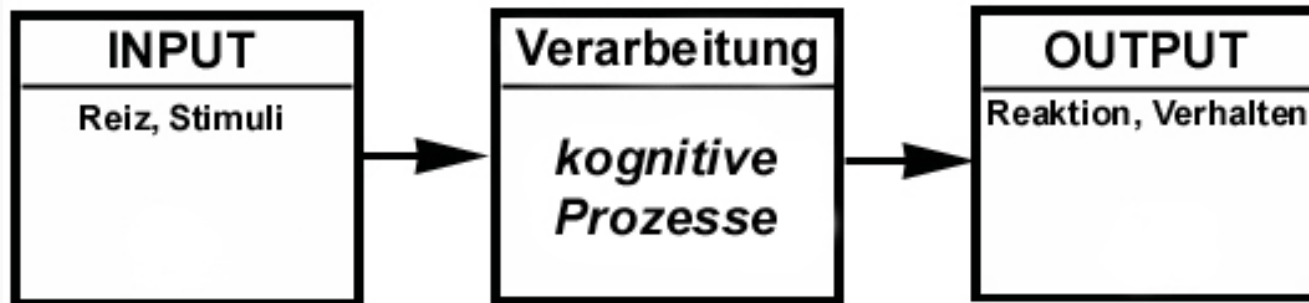 INPUT
Reiz, Stimuli
Verarbeitung
kognitive
Prozesse
OUTPUT
Reaktion, Verhalten